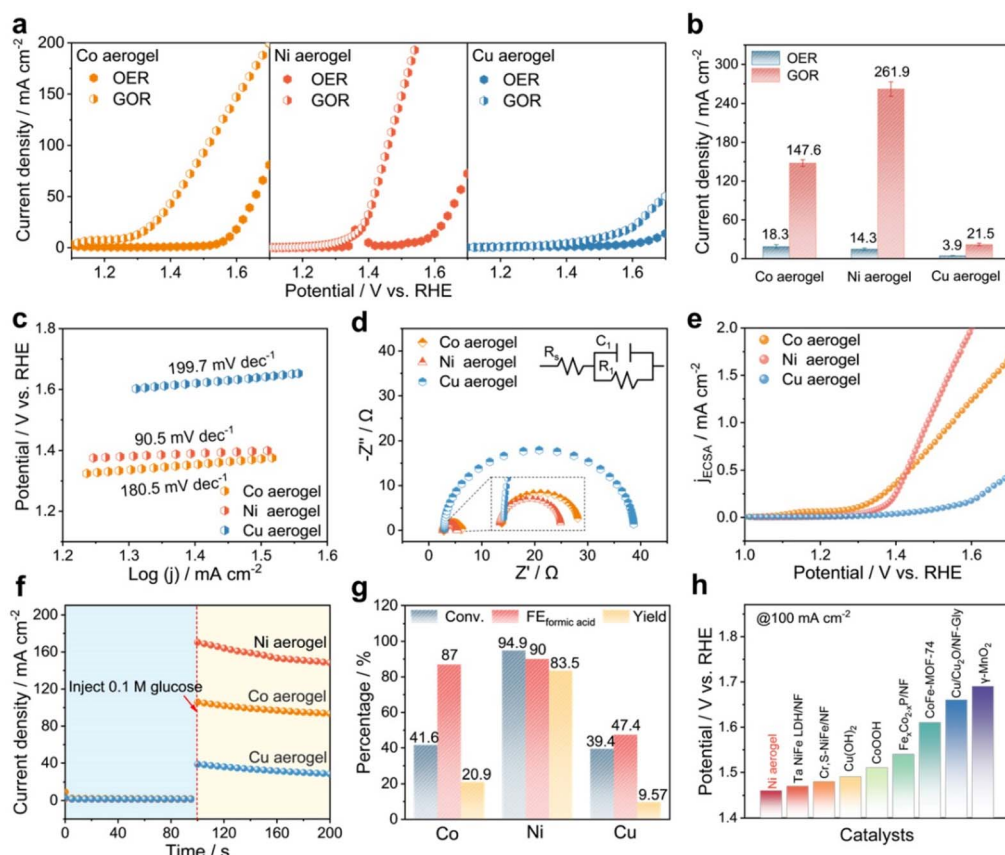 a
Co aerogel
OER
GOR
Ni aerogel
OER
GOR
Cu aerogel
OER
GOR
Current density / mA cm-2
200
150
100
50
0
1.2 1.4 1.6 1.2 1.4 1.6 1.2 1.4 1.6
Potential / V vs. RHE
b
OER
GOR
Current density / mA cm-2
300
240
180
120
60
0
18.3
147.6
14.3
261.9
3.9
21.5
Co aerogel Ni aerogel Cu aerogel
c
Potential / V vs. RHE
1.8
1.7
1.6
1.5
1.4
1.3
1.2
199.7 mV dec-1
90.5 mV dec-1
180.5 mV dec-1
Co aerogel
Ni aerogel
Cu aerogel
1.2 1.3 1.4 1.5 1.6
Log (j) / mA cm-2
d
Co aerogel
Ni aerogel
Cu aerogel
Rs
C1
R1
-Z'' / Ω
40
30
20
10
0
0 10 20 30 40
Z' / Ω
e
Co aerogel
Ni aerogel
Cu aerogel
jECSA / mA cm-2
2.0
1.5
1.0
0.5
0.0
1.0 1.2 1.4 1.6
Potential / V vs. RHE
f
Current density / mA cm-2
200
160
120
80
40
0
Inject 0.1 M glucose
Ni aerogel
Co aerogel
Cu aerogel
0 40 80 120 160 200
Time / s
g
Conv. FEformic acid Yield
Percentage / %
120
100
80
60
40
20
0
41.6
87
20.9
94.9
90
83.5
39.4
47.4
9.57
Co Ni Cu
h
@100 mA cm-2
Potential / V vs. RHE
1.8
1.7
1.6
1.5
1.4
Ni aerogel
Ta NiFe LDH/NF
Cr,S-NiFe/NF
Cu(OH)2
CoOOH
FexCo2-xP/NF
CoFe-MOF-74
Cu/Cu2O/NF-Gly
γ-MnO2
Catalysts